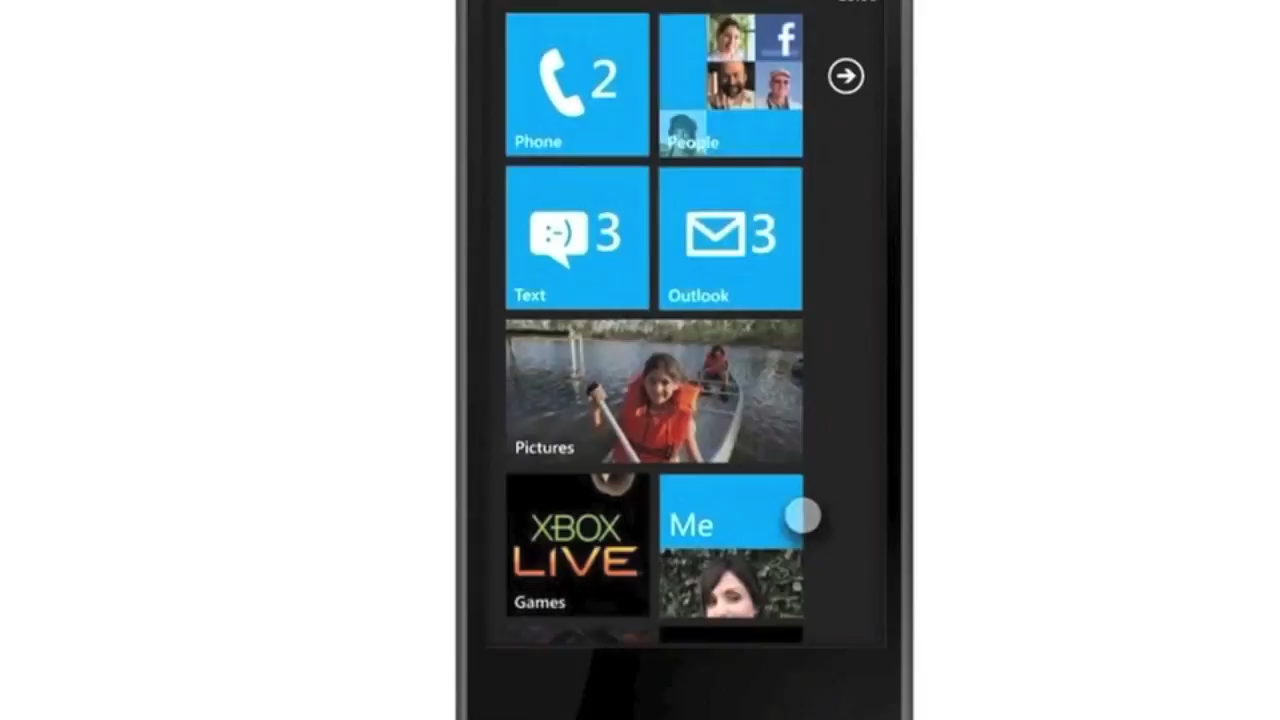 2
Phone
f
People
:-) 3
Text
3
Outlook
Pictures
XBOX
LIVE
Games
Me